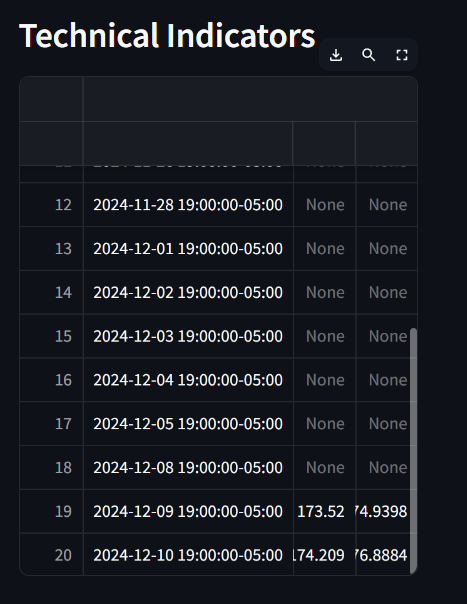 Technical Indicators
12 2024-11-28 19:00:00-05:00 None None
13 2024-12-01 19:00:00-05:00 None None
14 2024-12-02 19:00:00-05:00 None None
15 2024-12-03 19:00:00-05:00 None None
16 2024-12-04 19:00:00-05:00 None None
17 2024-12-05 19:00:00-05:00 None None
18 2024-12-08 19:00:00-05:00 None None
19 2024-12-09 19:00:00-05:00 173.52 74.9398
20 2024-12-10 19:00:00-05:00 174.209 76.8884